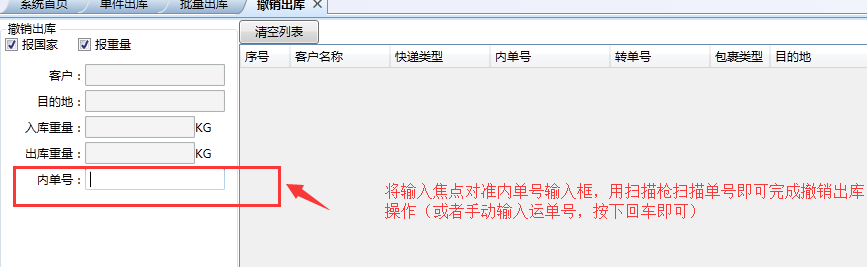 系统首页 单件出库 批量出库 撤销出库
撤销出库
报国家 报重量
清空列表
序号 客户名称 快递类型 内单号 转单号 包裹类型 目的地
客户：
目的地：
入库重量： KG
出库重量： KG
内单号：
将输入焦点对准内单号输入框，用扫描枪扫描单号即可完成撤销出库
操作（或者手动输入运单号，按下回车即可）